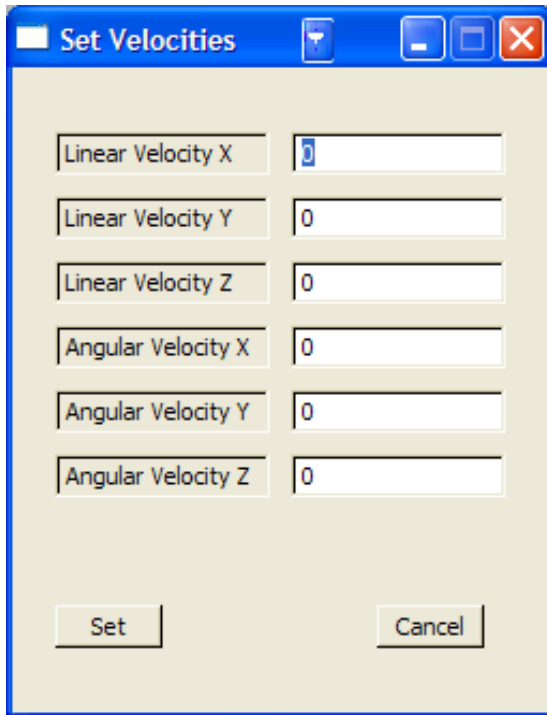 Set Velocities
Linear Velocity X 0
Linear Velocity Y 0
Linear Velocity Z 0
Angular Velocity X 0
Angular Velocity Y 0
Angular Velocity Z 0
Set Cancel